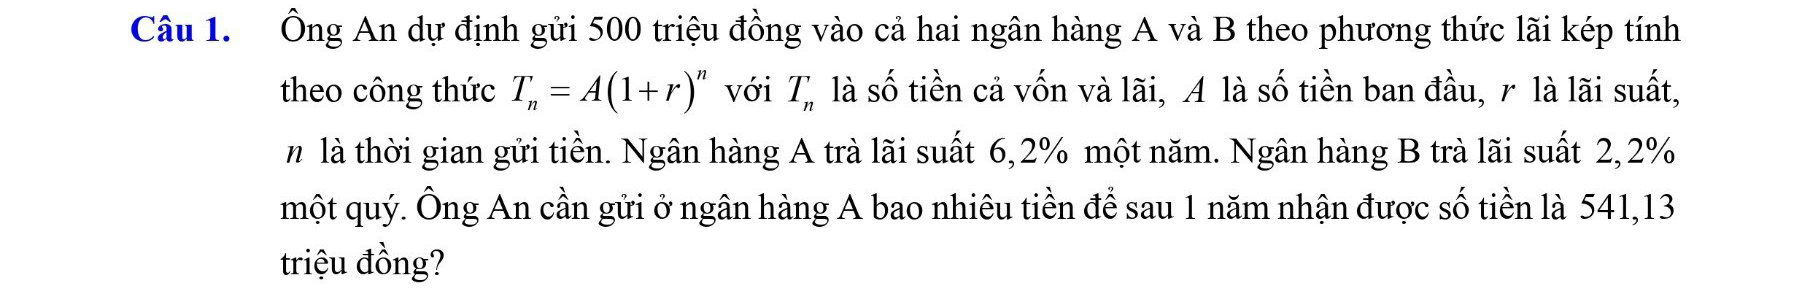 Câu 1. Ông An dự định gửi 500 triệu đồng vào cả hai ngân hàng A và B theo phương thức lãi kép tính
theo công thức Tₙ = A(1+r)ⁿ với Tₙ là số tiền cả vốn và lãi, A là số tiền ban đầu, r là lãi suất,
n là thời gian gửi tiền. Ngân hàng A trà lãi suất 6,2% một năm. Ngân hàng B trà lãi suất 2,2%
một quý. Ông An cần gửi ở ngân hàng A bao nhiêu tiền để sau 1 năm nhận được số tiền là 541,13
triệu đồng?